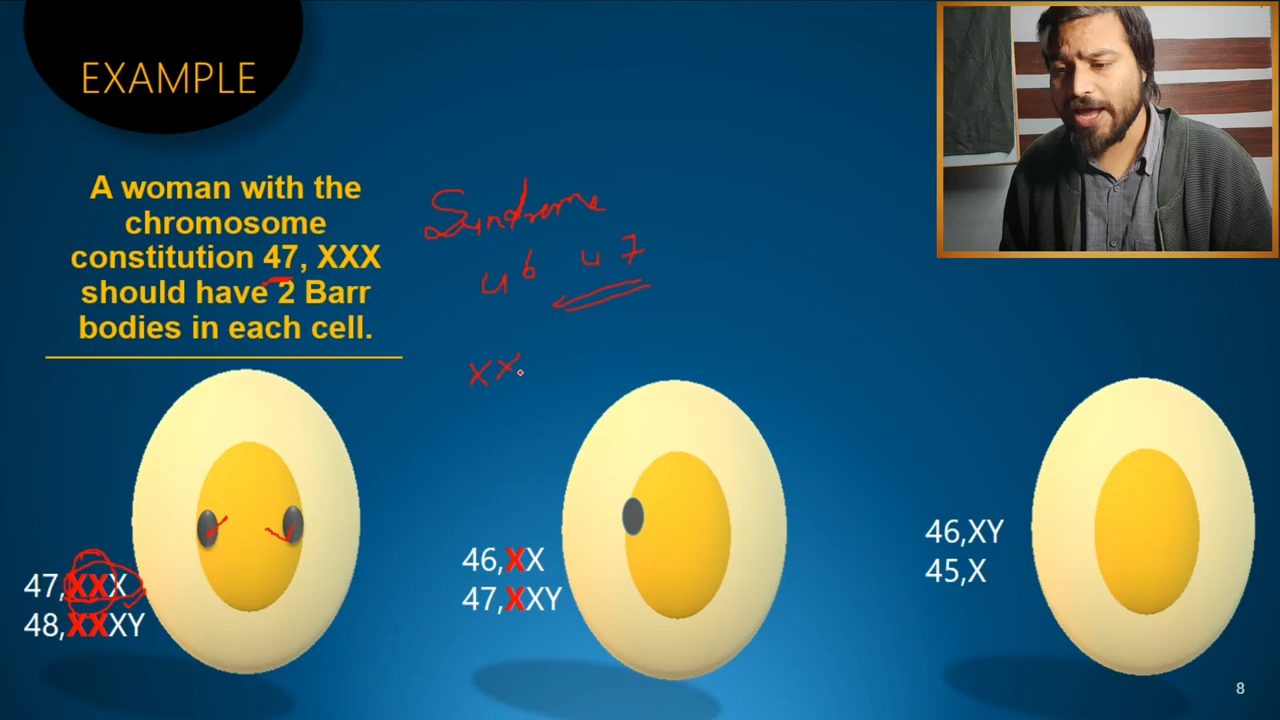 EXAMPLE
A woman with the
chromosome
constitution 47, XXX
should have 2 Barr
bodies in each cell.
Syndrome
46 47
XX
47,XXX
48,XXXY
46,XX
47,XXY
46,XY
45,X
8